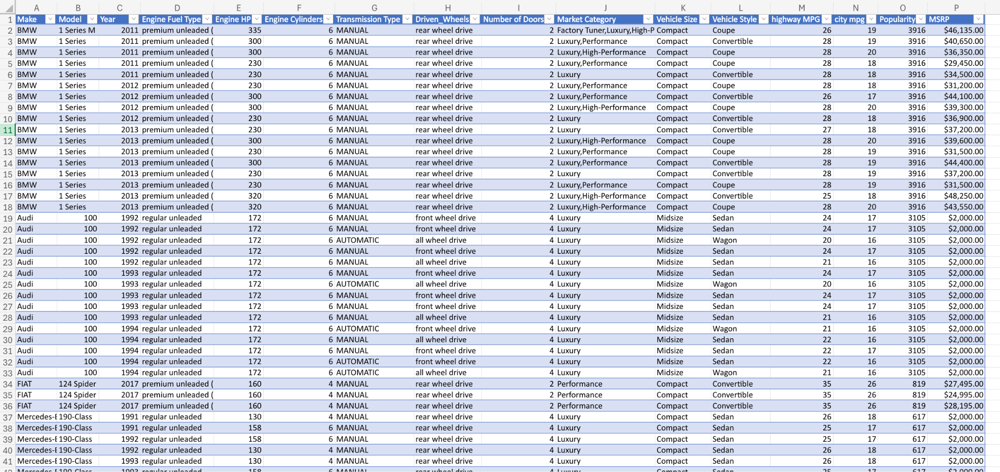 A B C D E F G H I J K L M N O P
1 Make Model Year Engine Fuel Type Engine HP Engine Cylinders Transmission Type Driven_Wheels Number of Doors Market Category Vehicle Size Vehicle Style highway MPG city mpg Popularity MSRP
2 BMW 1 Series M 2011 premium unleaded ( 335 6 MANUAL rear wheel drive 2 Factory Tuner,Luxury,High-P Compact Coupe 26 19 3916 $46,135.00
3 BMW 1 Series 2011 premium unleaded ( 300 6 MANUAL rear wheel drive 2 Luxury,Performance Compact Convertible 28 19 3916 $40,650.00
4 BMW 1 Series 2011 premium unleaded ( 300 6 MANUAL rear wheel drive 2 Luxury,High-Performance Compact Coupe 28 20 3916 $36,350.00
5 BMW 1 Series 2011 premium unleaded ( 230 6 MANUAL rear wheel drive 2 Luxury,Performance Compact Coupe 28 18 3916 $29,450.00
6 BMW 1 Series 2011 premium unleaded ( 230 6 MANUAL rear wheel drive 2 Luxury Compact Convertible 28 18 3916 $34,500.00
7 BMW 1 Series 2012 premium unleaded ( 230 6 MANUAL rear wheel drive 2 Luxury,Performance Compact Coupe 28 18 3916 $31,200.00
8 BMW 1 Series 2012 premium unleaded ( 300 6 MANUAL rear wheel drive 2 Luxury,Performance Compact Convertible 26 17 3916 $44,100.00
9 BMW 1 Series 2012 premium unleaded ( 300 6 MANUAL rear wheel drive 2 Luxury,High-Performance Compact Coupe 28 20 3916 $39,300.00
10 BMW 1 Series 2012 premium unleaded ( 230 6 MANUAL rear wheel drive 2 Luxury Compact Convertible 28 18 3916 $36,900.00
11 BMW 1 Series 2013 premium unleaded ( 230 6 MANUAL rear wheel drive 2 Luxury Compact Convertible 27 18 3916 $37,200.00
12 BMW 1 Series 2013 premium unleaded ( 300 6 MANUAL rear wheel drive 2 Luxury,High-Performance Compact Coupe 28 20 3916 $39,600.00
13 BMW 1 Series 2013 premium unleaded ( 230 6 MANUAL rear wheel drive 2 Luxury,Performance Compact Coupe 28 19 3916 $31,500.00
14 BMW 1 Series 2013 premium unleaded ( 300 6 MANUAL rear wheel drive 2 Luxury,Performance Compact Convertible 28 19 3916 $44,400.00
15 BMW 1 Series 2013 premium unleaded ( 230 6 MANUAL rear wheel drive 2 Luxury Compact Convertible 28 19 3916 $37,200.00
16 BMW 1 Series 2013 premium unleaded ( 230 6 MANUAL rear wheel drive 2 Luxury,Performance Compact Coupe 28 19 3916 $31,500.00
17 BMW 1 Series 2013 premium unleaded ( 320 6 MANUAL rear wheel drive 2 Luxury,High-Performance Compact Convertible 25 18 3916 $48,250.00
18 BMW 1 Series 2013 premium unleaded ( 320 6 MANUAL rear wheel drive 2 Luxury,High-Performance Compact Coupe 28 20 3916 $43,550.00
19 Audi 100 1992 regular unleaded 172 6 MANUAL front wheel drive 4 Luxury Midsize Sedan 24 17 3105 $2,000.00
20 Audi 100 1992 regular unleaded 172 6 MANUAL front wheel drive 4 Luxury Midsize Sedan 24 17 3105 $2,000.00
21 Audi 100 1992 regular unleaded 172 6 AUTOMATIC all wheel drive 4 Luxury Midsize Wagon 20 16 3105 $2,000.00
22 Audi 100 1992 regular unleaded 172 6 MANUAL front wheel drive 4 Luxury Midsize Sedan 24 17 3105 $2,000.00
23 Audi 100 1992 regular unleaded 172 6 MANUAL all wheel drive 4 Luxury Midsize Sedan 21 16 3105 $2,000.00
24 Audi 100 1993 regular unleaded 172 6 MANUAL front wheel drive 4 Luxury Midsize Sedan 24 17 3105 $2,000.00
25 Audi 100 1993 regular unleaded 172 6 AUTOMATIC all wheel drive 4 Luxury Midsize Wagon 20 16 3105 $2,000.00
26 Audi 100 1993 regular unleaded 172 6 MANUAL front wheel drive 4 Luxury Midsize Sedan 24 17 3105 $2,000.00
27 Audi 100 1993 regular unleaded 172 6 MANUAL front wheel drive 4 Luxury Midsize Sedan 24 17 3105 $2,000.00
28 Audi 100 1993 regular unleaded 172 6 MANUAL all wheel drive 4 Luxury Midsize Sedan 21 16 3105 $2,000.00
29 Audi 100 1994 regular unleaded 172 6 AUTOMATIC front wheel drive 4 Luxury Midsize Wagon 21 16 3105 $2,000.00
30 Audi 100 1994 regular unleaded 172 6 MANUAL all wheel drive 4 Luxury Midsize Sedan 22 16 3105 $2,000.00
31 Audi 100 1994 regular unleaded 172 6 MANUAL front wheel drive 4 Luxury Midsize Sedan 22 17 3105 $2,000.00
32 Audi 100 1994 regular unleaded 172 6 AUTOMATIC front wheel drive 4 Luxury Midsize Sedan 22 16 3105 $2,000.00
33 Audi 100 1994 regular unleaded 172 6 AUTOMATIC all wheel drive 4 Luxury Midsize Wagon 21 16 3105 $2,000.00
34 FIAT 124 Spider 2017 premium unleaded ( 160 4 MANUAL rear wheel drive 2 Performance Compact Convertible 35 26 819 $27,495.00
35 FIAT 124 Spider 2017 premium unleaded ( 160 4 MANUAL rear wheel drive 2 Performance Compact Convertible 35 26 819 $24,995.00
36 FIAT 124 Spider 2017 premium unleaded ( 160 4 MANUAL rear wheel drive 2 Performance Compact Convertible 35 26 819 $28,195.00
37 Mercedes-B 190-Class 1991 regular unleaded 130 4 MANUAL rear wheel drive 4 Luxury Compact Sedan 26 18 617 $2,000.00
38 Mercedes-B 190-Class 1991 regular unleaded 158 6 MANUAL rear wheel drive 4 Luxury Compact Sedan 25 17 617 $2,000.00
39 Mercedes-B 190-Class 1992 regular unleaded 158 6 MANUAL rear wheel drive 4 Luxury Compact Sedan 25 17 617 $2,000.00
40 Mercedes-B 190-Class 1992 regular unleaded 130 4 MANUAL rear wheel drive 4 Luxury Compact Sedan 26 18 617 $2,000.00
41 Mercedes-B 190-Class 1993 regular unleaded 130 4 MANUAL rear wheel drive 4 Luxury Compact Sedan 26 18 617 $2,000.00